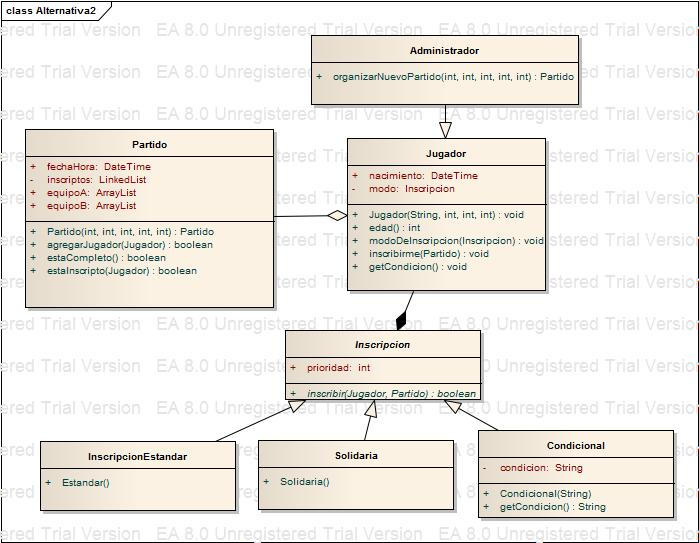 class Alternativa2
EA 8.0 Unregistered Trial Version
Administrador
+ organizarNuevoPartido(int, int, int, int, int) : Partido
Partido
+ fechaHora: DateTime
- inscriptos: LinkedList
+ equipoA: ArrayList
+ equipoB: ArrayList
+ Partido(int, int, int, int, int) : Partido
+ agregarJugador(Jugador) : boolean
+ estaCompleto() : boolean
+ estaInscripto(Jugador) : boolean
Jugador
+ nacimiento: DateTime
- modo: Inscripcion
+ Jugador(String, int, int, int) : void
+ edad() : int
+ modoDeInscripcion(Inscripcion) : void
+ inscribirme(Partido) : void
+ getCondicion() : void
Inscripcion
+ prioridad: int
+ inscribir(Jugador, Partido) : boolean
InscripcionEstandar
+ Estandar()
Solidaria
+ Solidaria()
Condicional
- condicion: String
+ Condicional(String)
+ getCondicion() : String